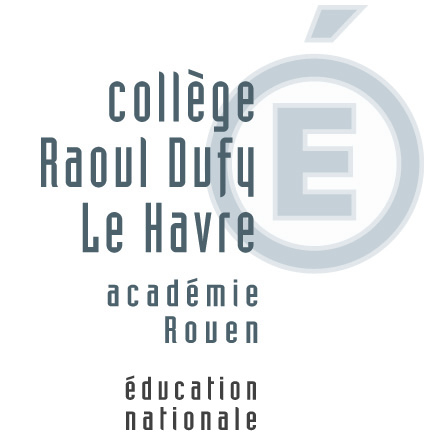 collège
Raoul Dufy
Le Havre
É
académie
Rouen
éducation
nationale